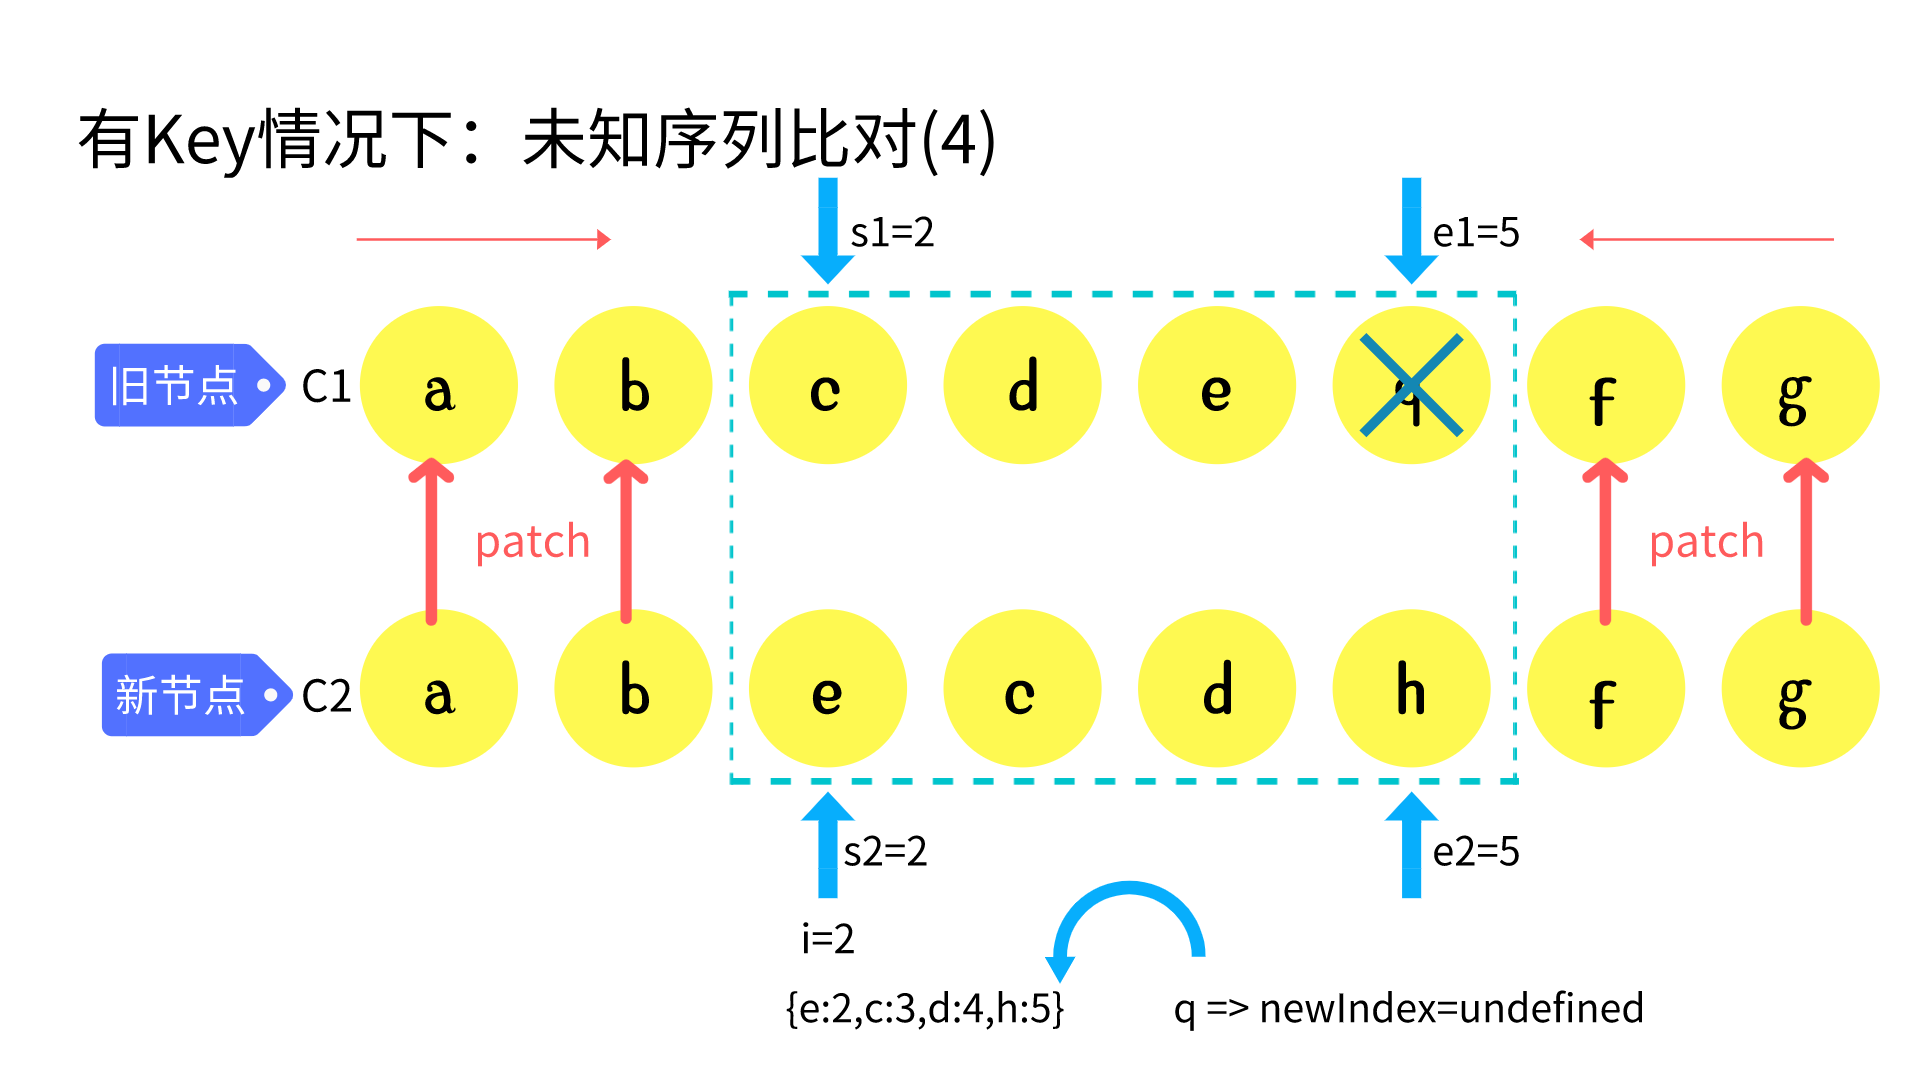 有Key情况下：未知序列比对(4)
s1=2
e1=5
旧节点 C1 a b c d e q f g
patch patch
新节点 C2 a b e c d h f g
s2=2
e2=5
i=2
{e:2,c:3,d:4,h:5} q => newIndex=undefined